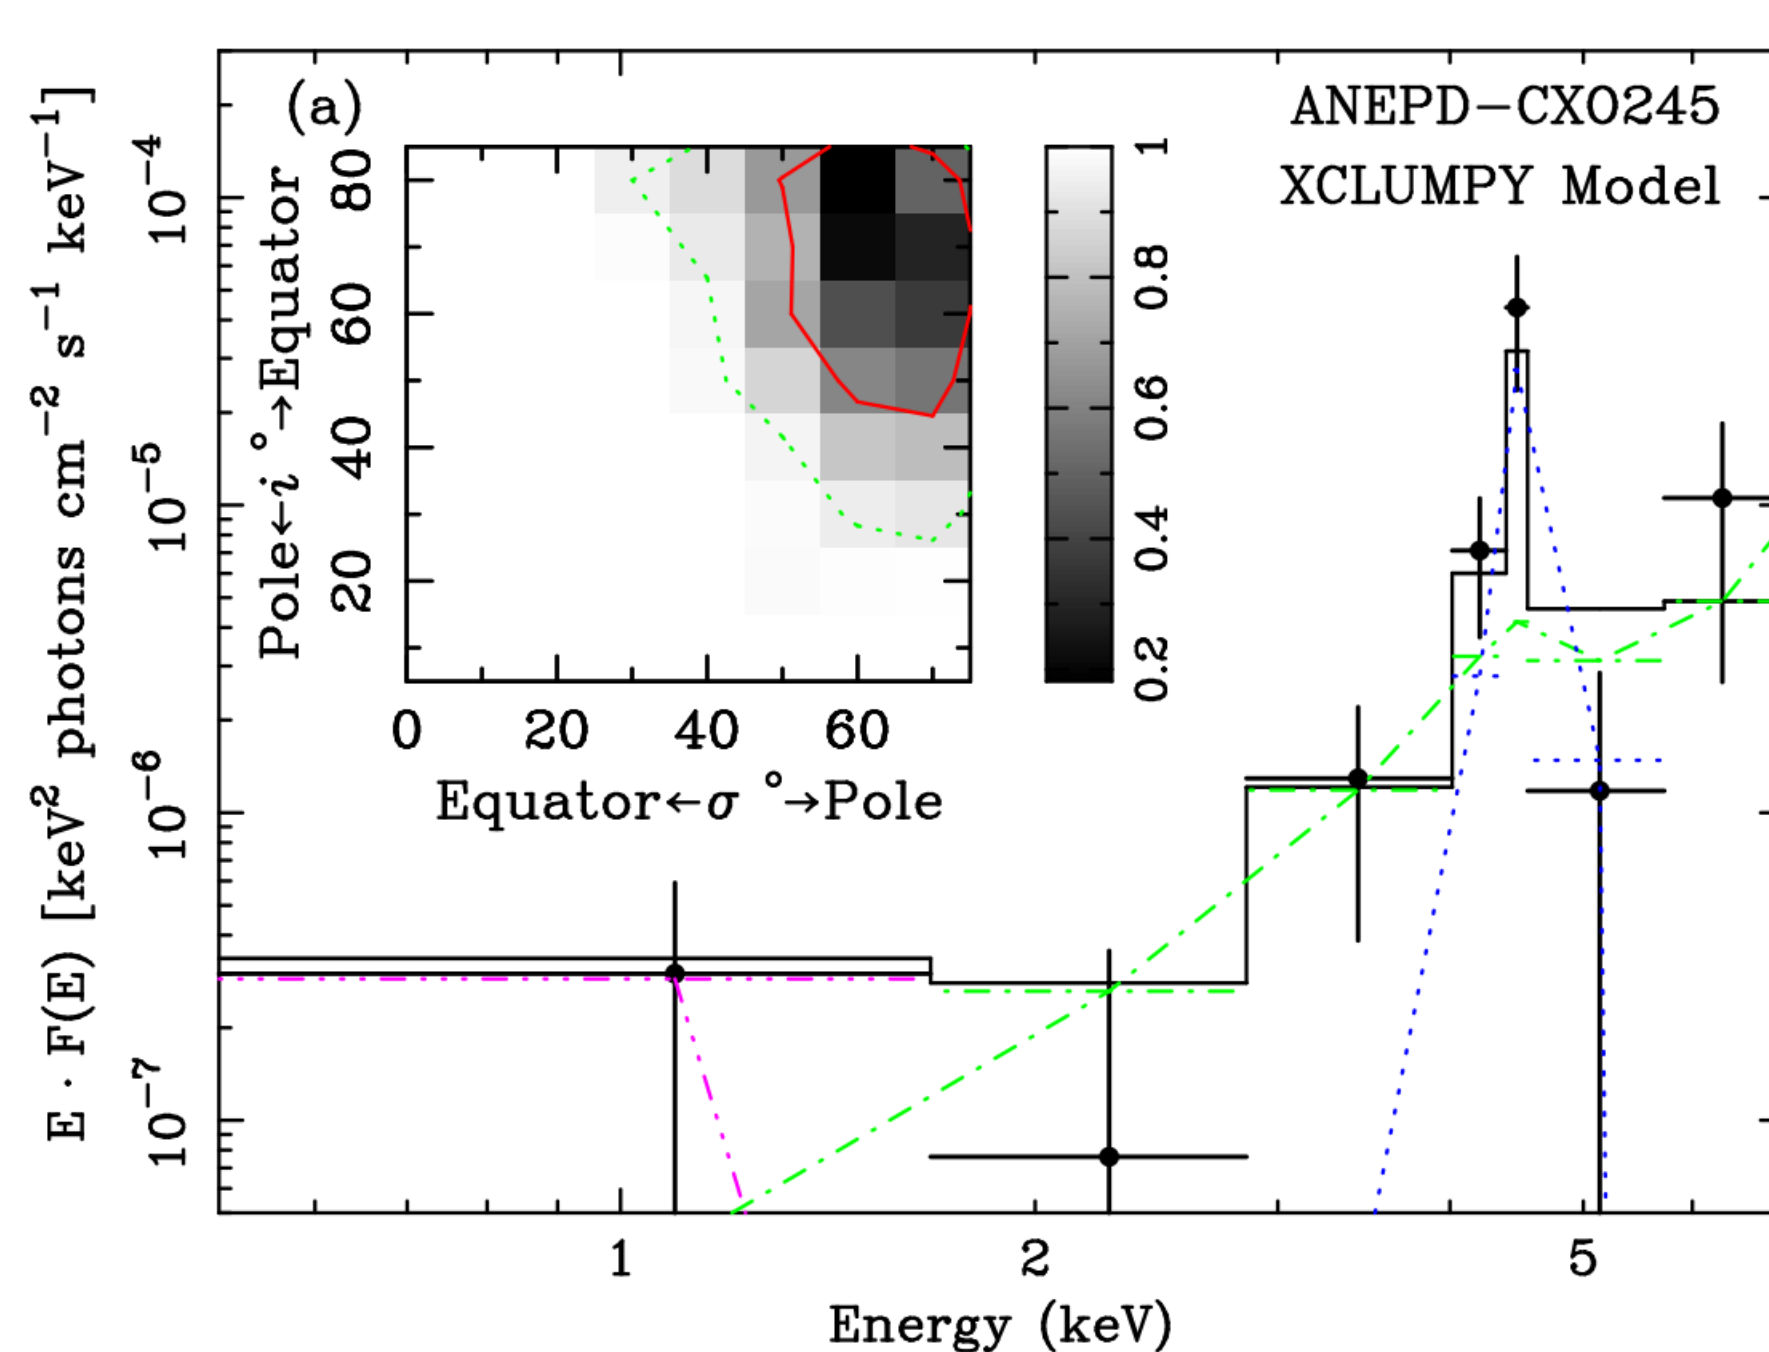 (a)
ANEPD-CXO245
XCLUMPY Model
E · F(E) [keV² photons cm⁻² s⁻¹ keV⁻¹]
10⁻⁴
10⁻⁵
10⁻⁶
10⁻⁷
Pole←i °→Equator
80
60
40
20
0 20 40 60
Equator←σ °→Pole
1
0.8
0.6
0.4
0.2
1 2 5
Energy (keV)